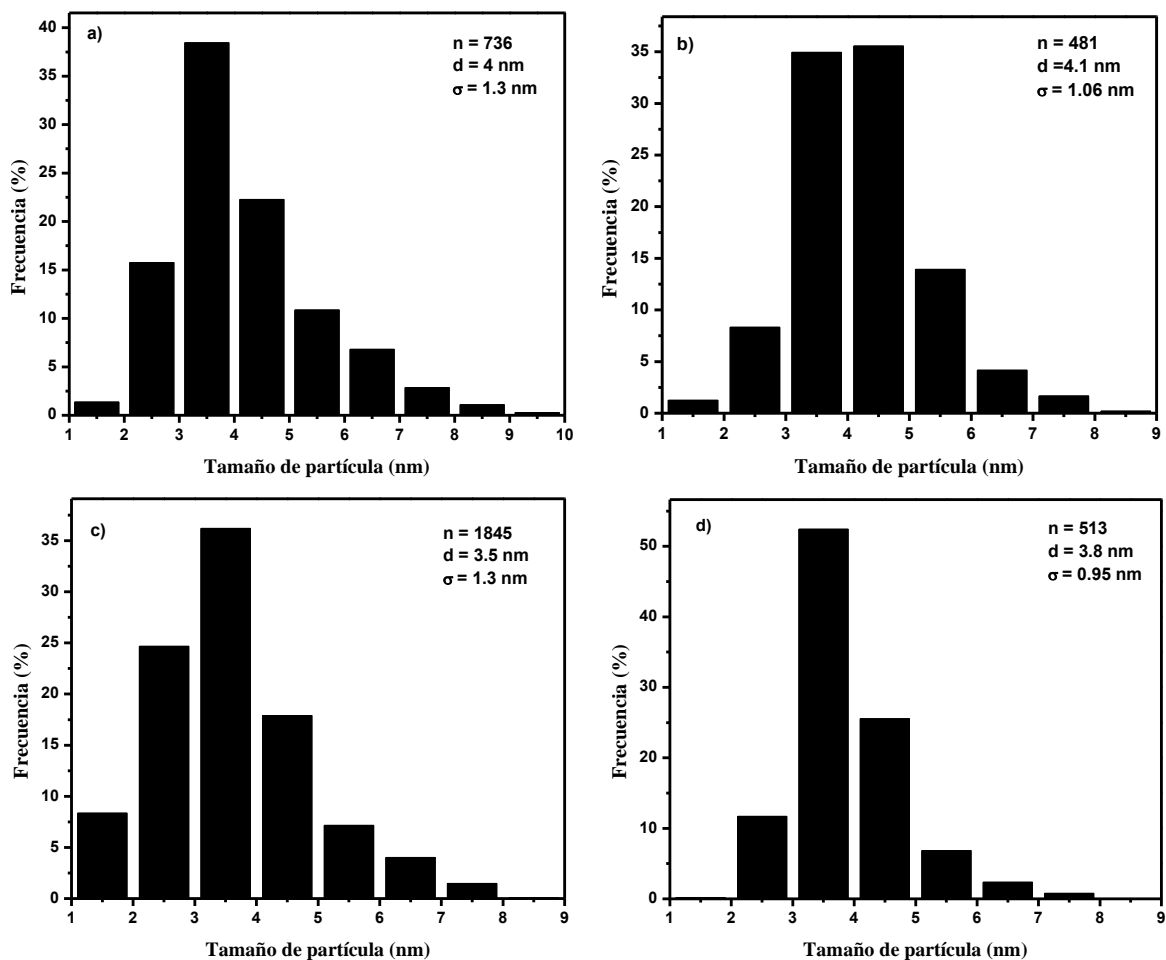 a)
n = 736
d = 4 nm
σ = 1.3 nm
Frecuencia (%)
40
35
30
25
20
15
10
5
0
1 2 3 4 5 6 7 8 9 10
Tamaño de partícula (nm)
b)
n = 481
d =4.1 nm
σ = 1.06 nm
Frecuencia (%)
35
30
25
20
15
10
5
0
1 2 3 4 5 6 7 8 9
Tamaño de partícula (nm)
c)
n = 1845
d = 3.5 nm
σ = 1.3 nm
Frecuencia (%)
35
30
25
20
15
10
5
0
1 2 3 4 5 6 7 8 9
Tamaño de partícula (nm)
d)
n = 513
d = 3.8 nm
σ = 0.95 nm
Frecuencia (%)
50
40
30
20
10
0
1 2 3 4 5 6 7 8 9
Tamaño de partícula (nm)